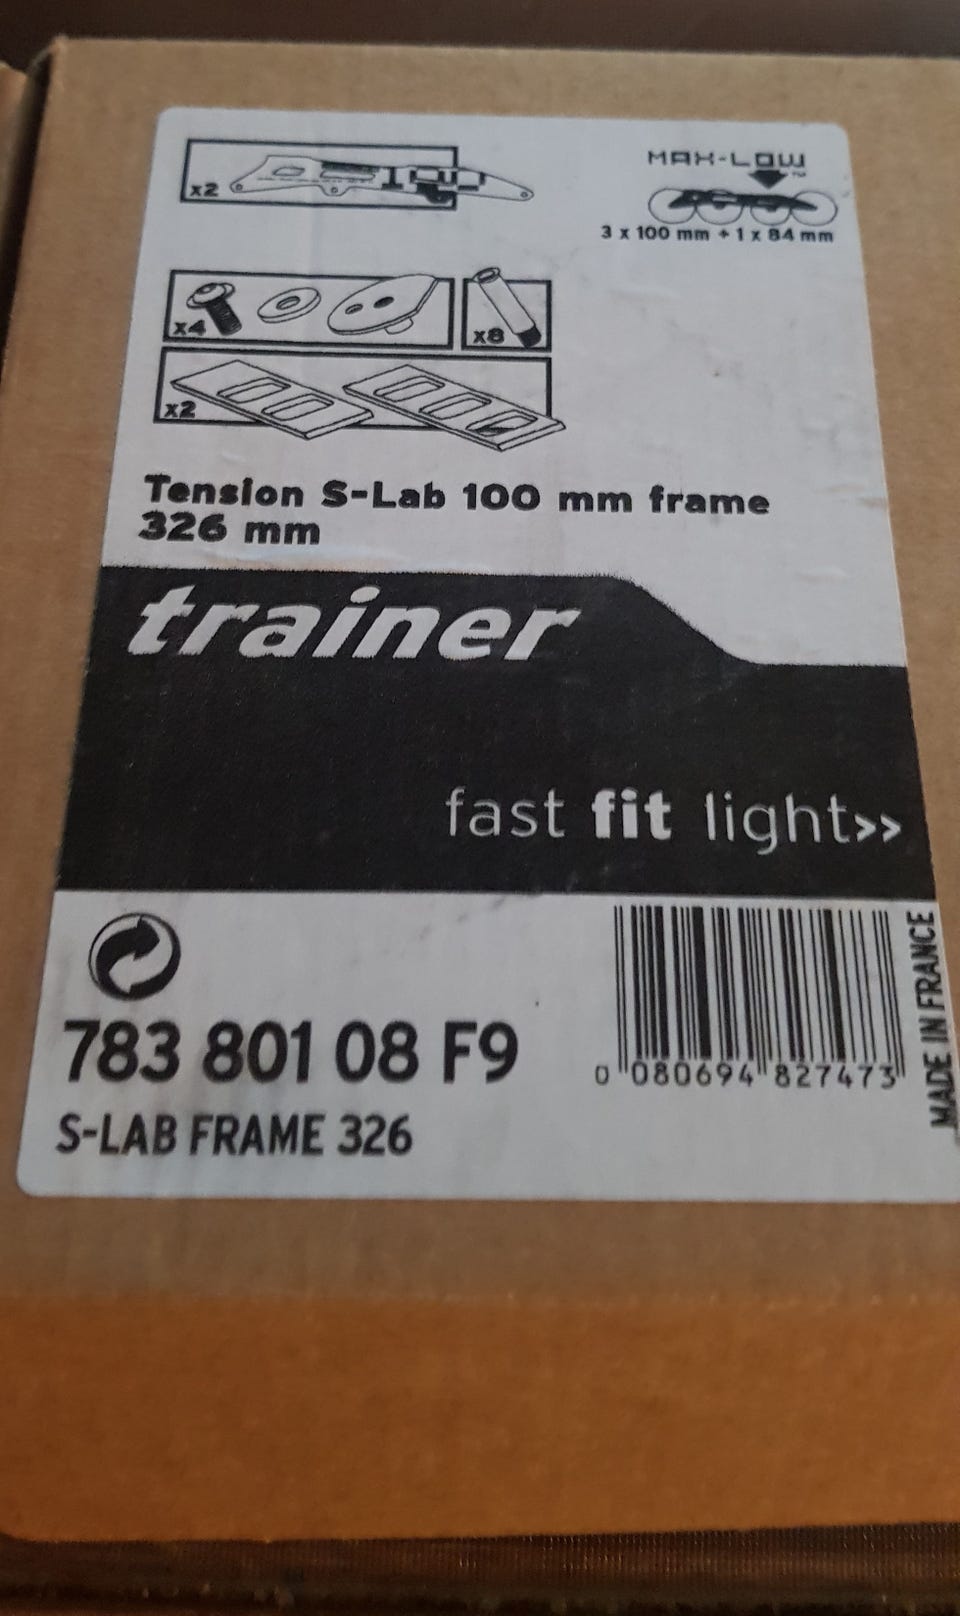 x2
MAX-LOW™
3 x 100 mm + 1 x 84 mm
x4
x8
x2
Tension S-Lab 100 mm frame
326 mm
trainer
fast fit light>>
783 801 08 F9
S-LAB FRAME 326
0 080694 827473
MADE IN FRANCE